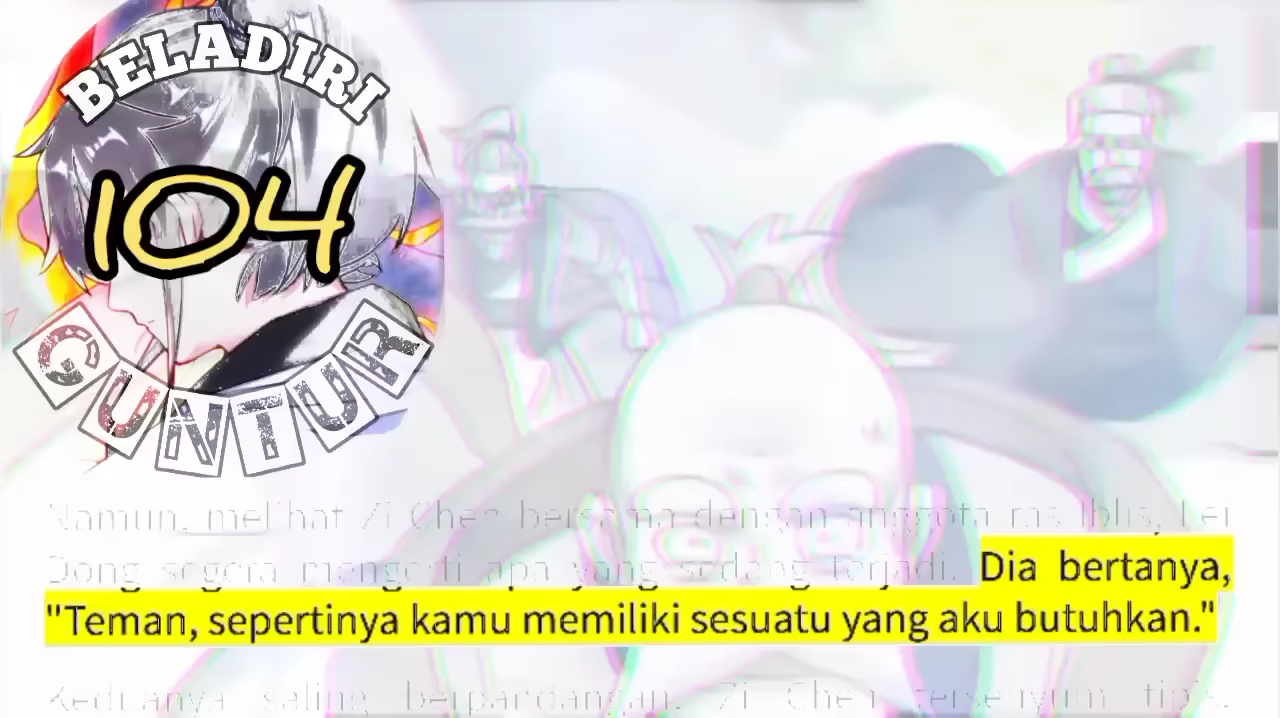 BELADIRI
104
GUNTUR
Namun, melihat Zi Chen bersama dengan anggota ras Iblis, Lei
Dong segera mengerti apa yang sedang terjadi. Dia bertanya,
"Teman, sepertinya kamu memiliki sesuatu yang aku butuhkan."
Keduanya saling berpandangan. Zi Chen tersenyum tipis.